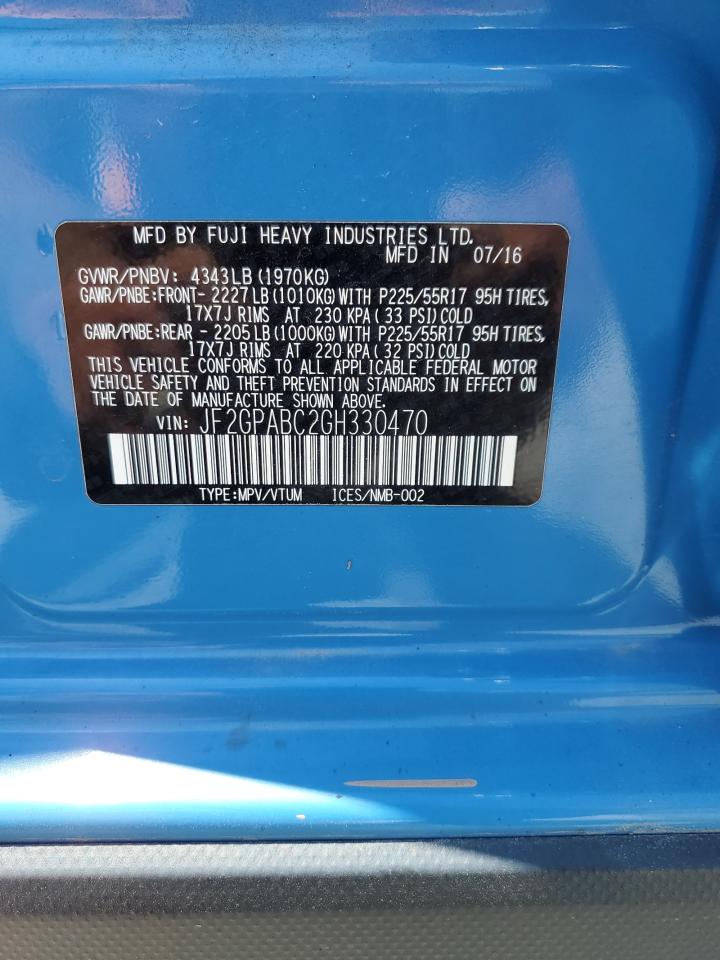 MFD BY FUJI HEAVY INDUSTRIES LTD.
MFD IN 07/16
GVWR/PNBV: 4343LB (1970KG)
GAWR/PNBE:FRONT- 2227 LB (1010KG) WITH P225/55R17 95H TIRES,
17X7J RIMS AT 230 KPA ( 33 PSI) COLD
GAWR/PNBE:REAR - 2205 LB (1000KG) WITH P225/55R17 95H TIRES,
17X7J RIMS AT 220 KPA ( 32 PSI) COLD
THIS VEHICLE CONFORMS TO ALL APPLICABLE FEDERAL MOTOR
VEHICLE SAFETY AND THEFT PREVENTION STANDARDS IN EFFECT ON
THE DATE OF MANUFACTURE SHOWN ABOVE.
VIN: JF2GPABC2GH330470
TYPE:MPV/VTUM ICES/NMB-002